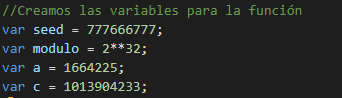 //Creamos las variables para la función
var seed = 777666777;
var modulo = 2**32;
var a = 1664225;
var c = 1013904233;